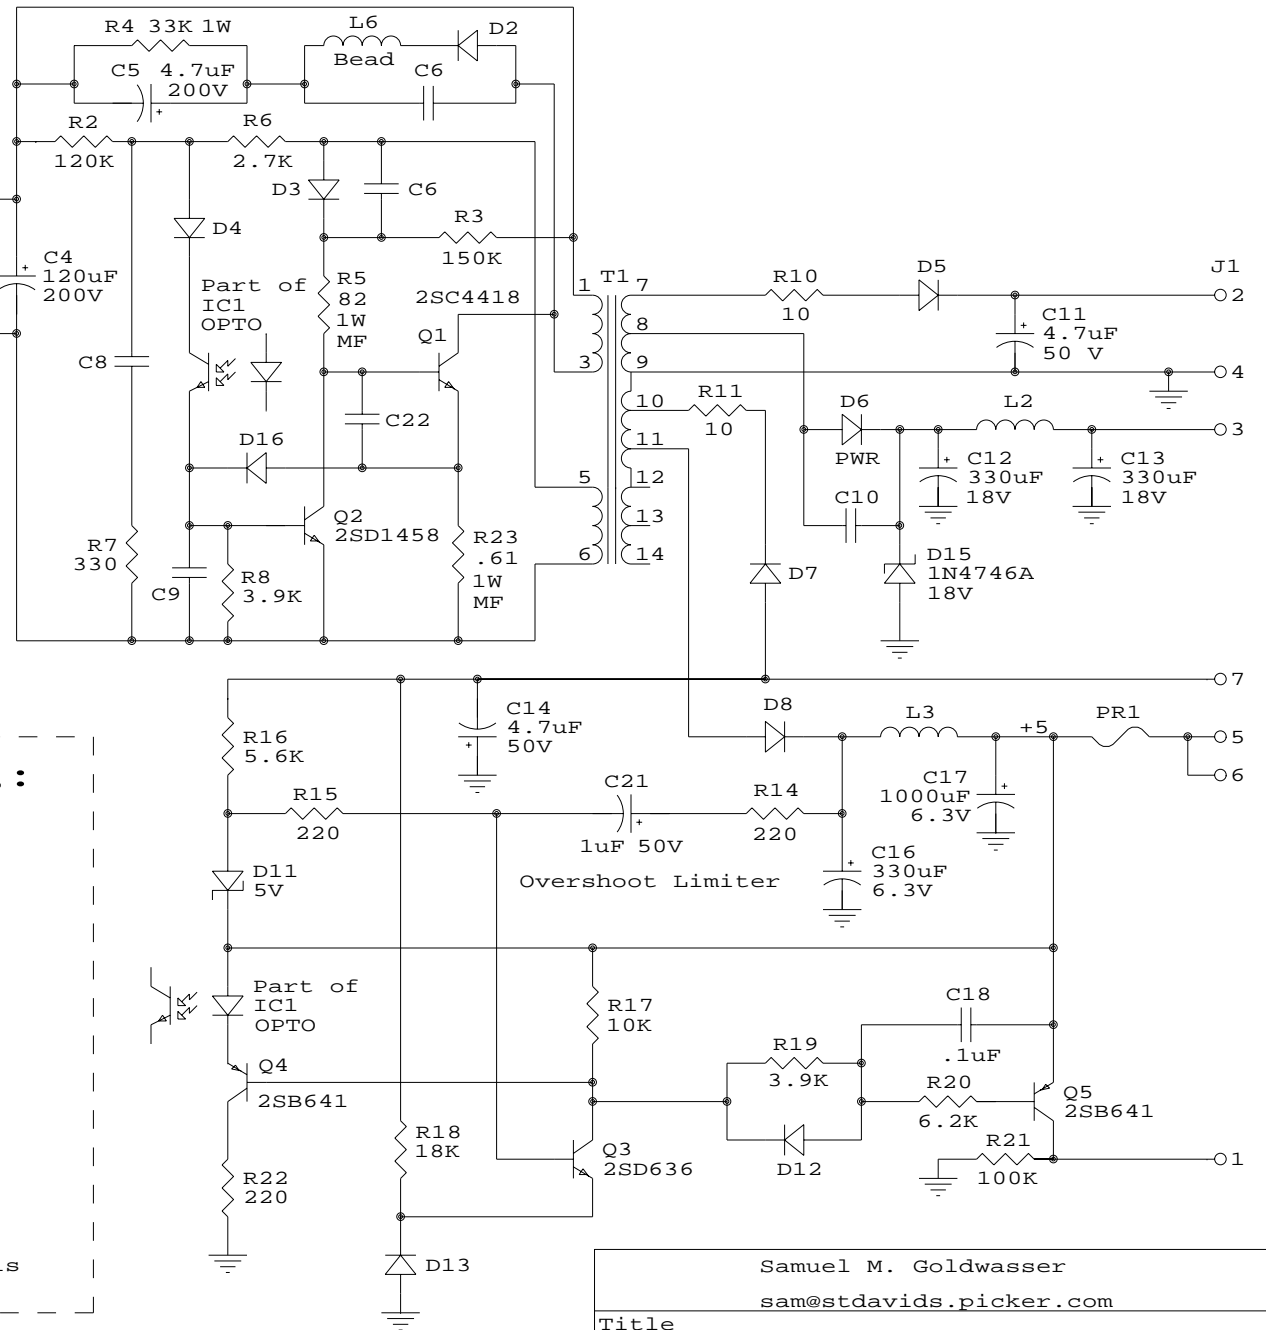 R4 33K 1W
L6
D2
Bead
C5 4.7uF
200V
+
C6
R2
120K
R6
2.7K
D3
C6
D4
R3
150K
C4
120uF
200V
+
Part of
IC1
OPTO
R5
82
1W
MF
2SC4418
Q1
T1
1
7
8
3
9
10
11
5
12
13
6
14
R10
10
D5
J1
2
C11
4.7uF
50 V
+
4
R11
10
D6
PWR
L2
3
C12
330uF
18V
+
C13
330uF
18V
+
C10
D15
1N4746A
18V
C8
C22
D16
Q2
2SD1458
R23
.61
1W
MF
R7
330
C9
R8
3.9K
D7
7
C14
4.7uF
50V
+
D8
L3
+5
PR1
5
6
R16
5.6K
:
R15
220
C21
+
1uF 50V
R14
220
C17
1000uF
6.3V
+
C16
330uF
6.3V
+
Overshoot Limiter
D11
5V
Part of
IC1
OPTO
R17
10K
C18
.1uF
R19
3.9K
D12
R20
6.2K
Q5
2SB641
Q4
2SB641
R18
18K
Q3
2SD636
R21
100K
1
R22
220
D13
s
Samuel M. Goldwasser
sam@stdavids.picker.com
Title